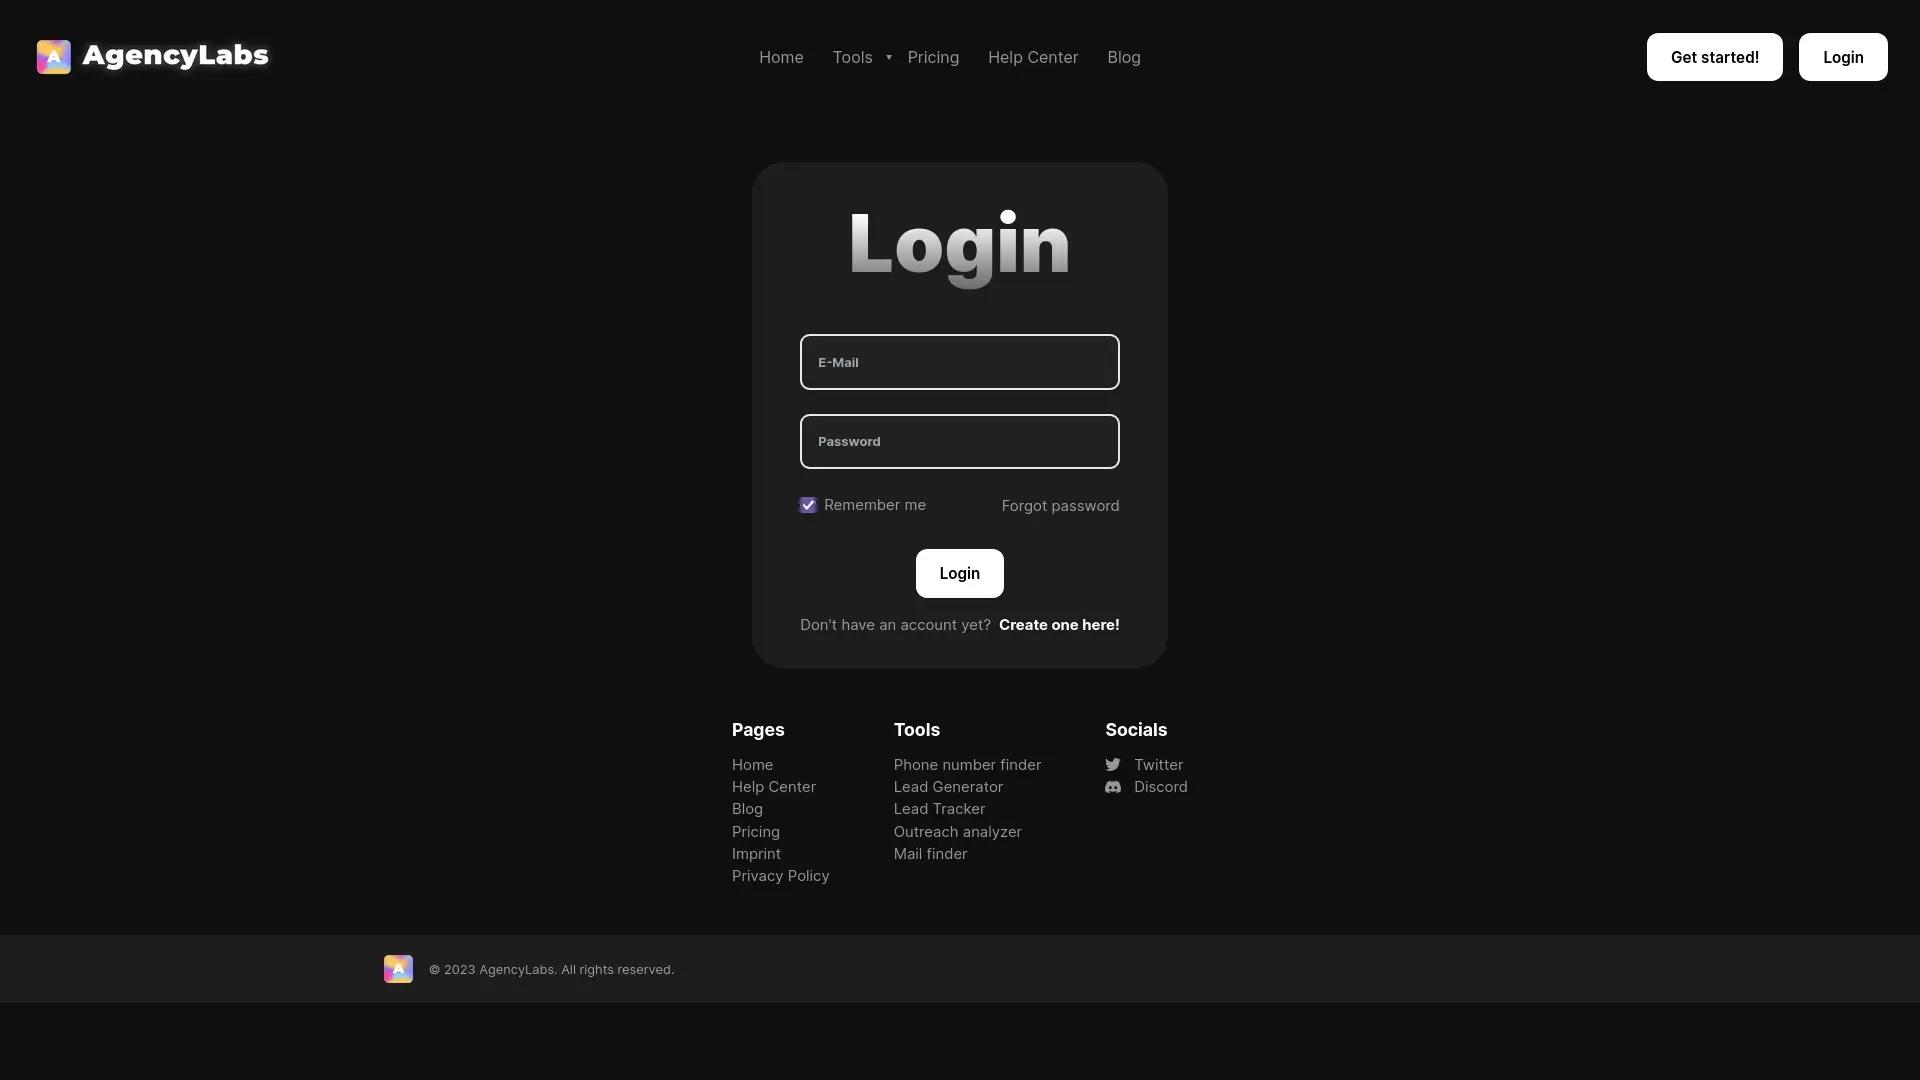 A AgencyLabs
Home Tools ▾ Pricing Help Center Blog
Get started! Login
Login
E-Mail
Password
Remember me Forgot password
Login
Don't have an account yet? Create one here!
Pages
Home
Help Center
Blog
Pricing
Imprint
Privacy Policy
Tools
Phone number finder
Lead Generator
Lead Tracker
Outreach analyzer
Mail finder
Socials
Twitter
Discord
A © 2023 AgencyLabs. All rights reserved.